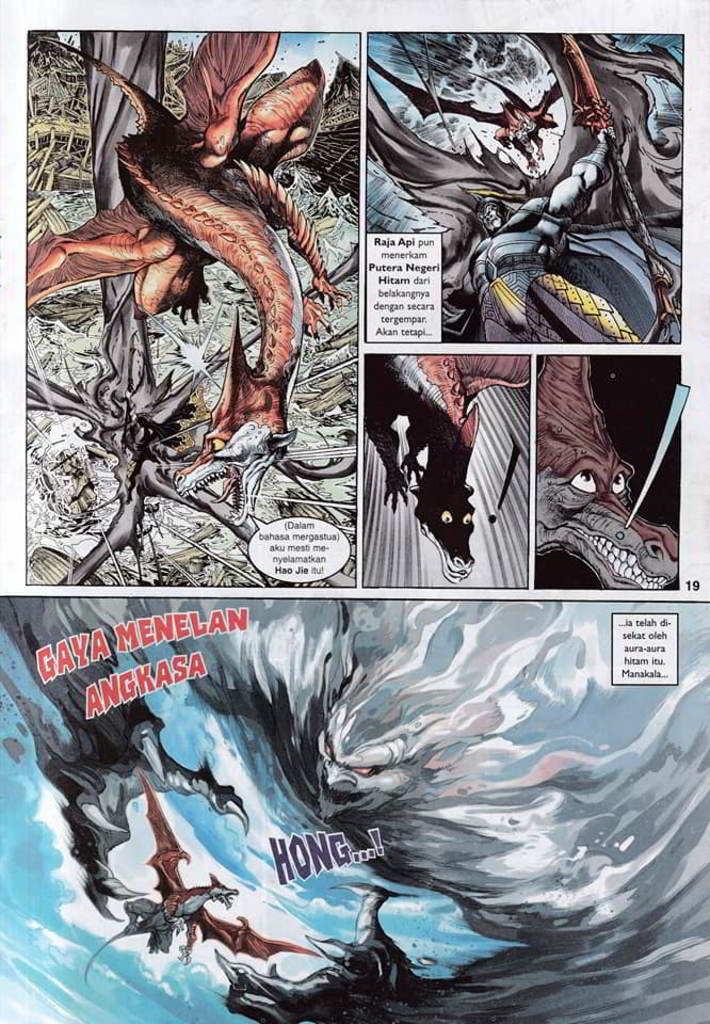 (Dalam
bahasa mergastua)
aku mesti me-
nyelamatkan
Hao Jie itu!
Raja Api pun
menerkam
Putera Negeri
Hitam dari
belakangnya
dengan secara
tergempar.
Akan tetapi...
!
!
19
GAYA MENELAN
ANGKASA
...ia telah di-
sekat oleh
aura-aura
hitam itu.
Manakala...
HONG...!